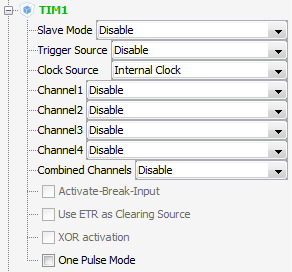 TIM1
Slave Mode Disable
Trigger Source Disable
Clock Source Internal Clock
Channel1 Disable
Channel2 Disable
Channel3 Disable
Channel4 Disable
Combined Channels Disable
Activate-Break-Input
Use ETR as Clearing Source
XOR activation
One Pulse Mode